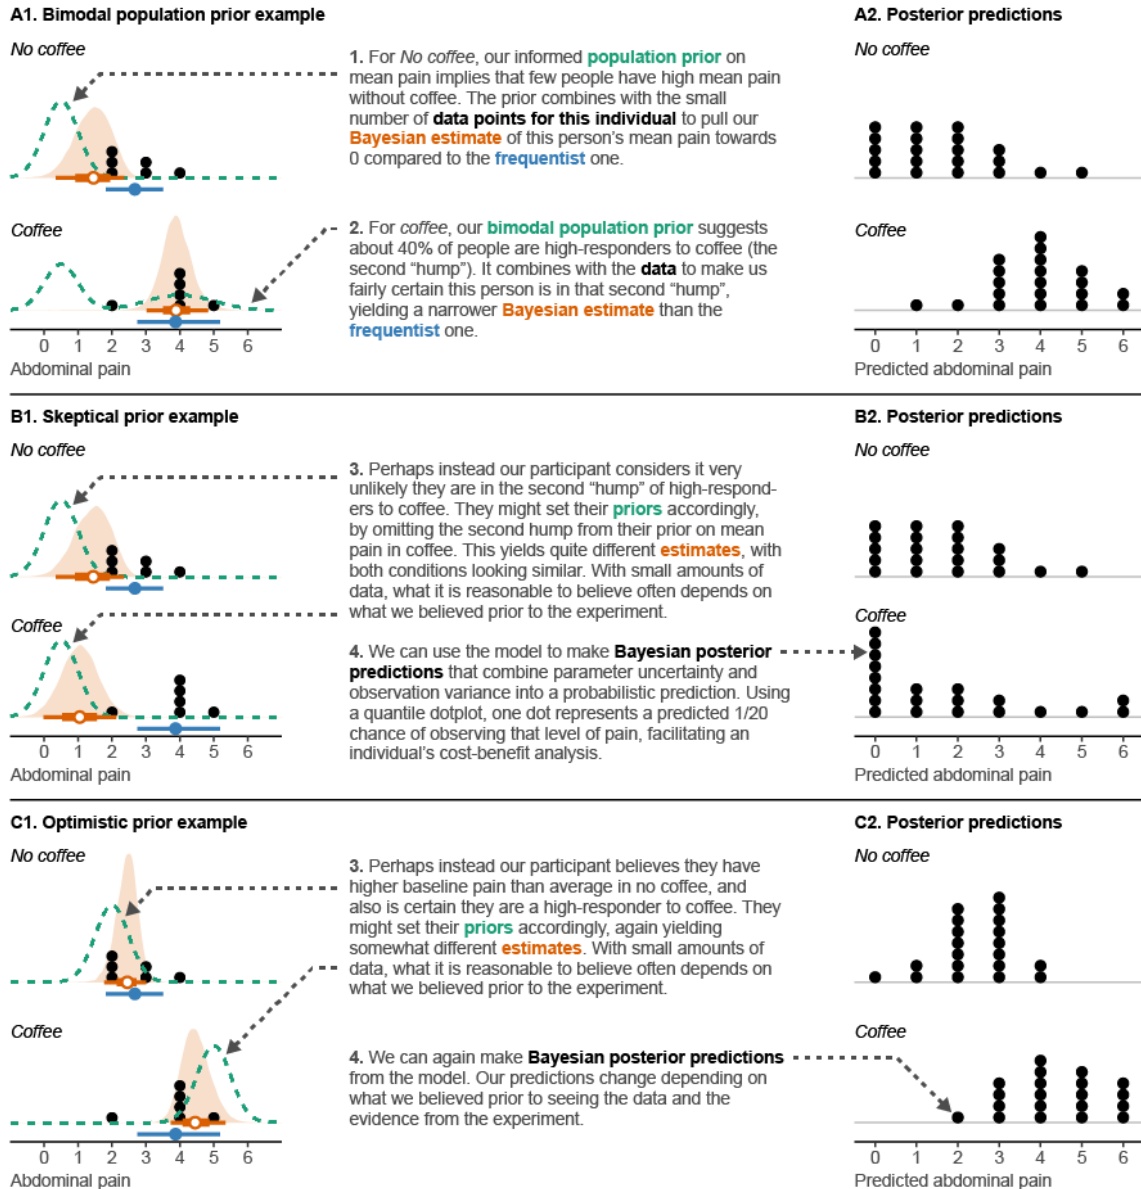 A1. Bimodal population prior example
A2. Posterior predictions
No coffee
1. For No coffee, our informed population prior on
mean pain implies that few people have high mean pain
without coffee. The prior combines with the small
number of data points for this individual to pull our
Bayesian estimate of this person's mean pain towards
0 compared to the frequentist one.
No coffee
Coffee
2. For coffee, our bimodal population prior suggests
about 40% of people are high-responders to coffee (the
second “hump”). It combines with the data to make us
fairly certain this person is in that second “hump”,
yielding a narrower Bayesian estimate than the
frequentist one.
Coffee
0 1 2 3 4 5 6
Abdominal pain
0 1 2 3 4 5 6
Predicted abdominal pain
B1. Skeptical prior example
B2. Posterior predictions
No coffee
No coffee
3. Perhaps instead our participant considers it very
unlikely they are in the second “hump” of high-respond-
ers to coffee. They might set their priors accordingly,
by omitting the second hump from their prior on mean
pain in coffee. This yields quite different estimates, with
both conditions looking similar. With small amounts of
data, what it is reasonable to believe often depends on
what we believed prior to the experiment.
Coffee
Coffee
4. We can use the model to make Bayesian posterior
predictions that combine parameter uncertainty and
observation variance into a probabilistic prediction. Using
a quantile dotplot, one dot represents a predicted 1/20
chance of observing that level of pain, facilitating an
individual's cost-benefit analysis.
0 1 2 3 4 5 6
Abdominal pain
0 1 2 3 4 5 6
Predicted abdominal pain
C1. Optimistic prior example
C2. Posterior predictions
No coffee
No coffee
3. Perhaps instead our participant believes they have
higher baseline pain than average in no coffee, and
also is certain they are a high-responder to coffee. They
might set their priors accordingly, again yielding
somewhat different estimates. With small amounts of
data, what it is reasonable to believe often depends on
what we believed prior to the experiment.
Coffee
Coffee
4. We can again make Bayesian posterior predictions
from the model. Our predictions change depending on
what we believed prior to seeing the data and the
evidence from the experiment.
0 1 2 3 4 5 6
Abdominal pain
0 1 2 3 4 5 6
Predicted abdominal pain